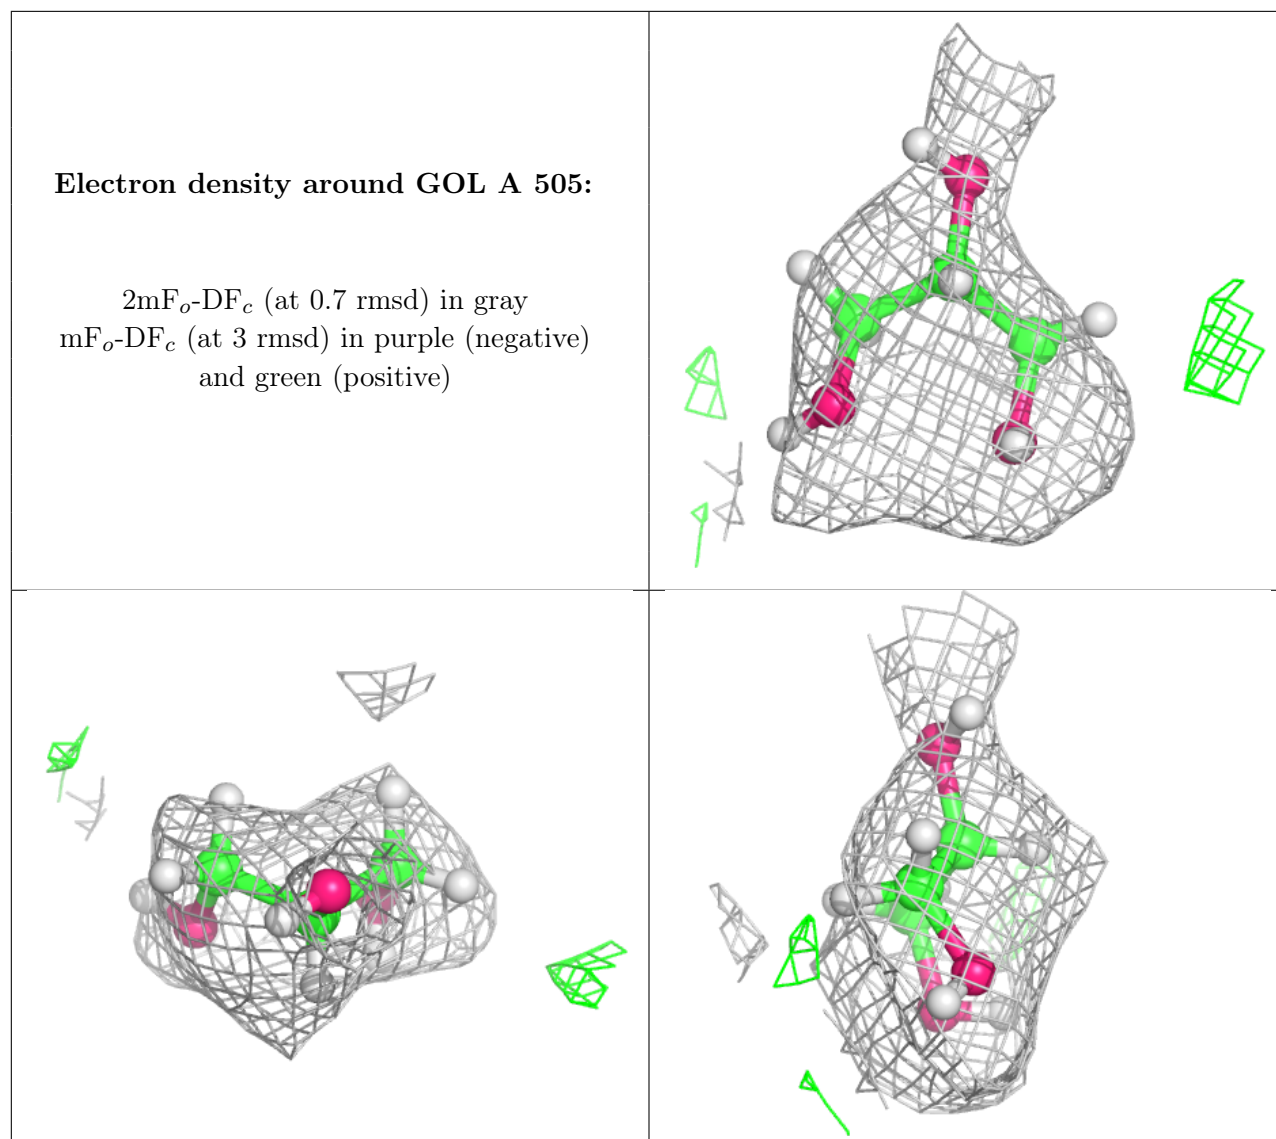 Electron density around GOL A 505:
2mFo-DFc (at 0.7 rmsd) in gray
mFo-DFc (at 3 rmsd) in purple (negative)
and green (positive)